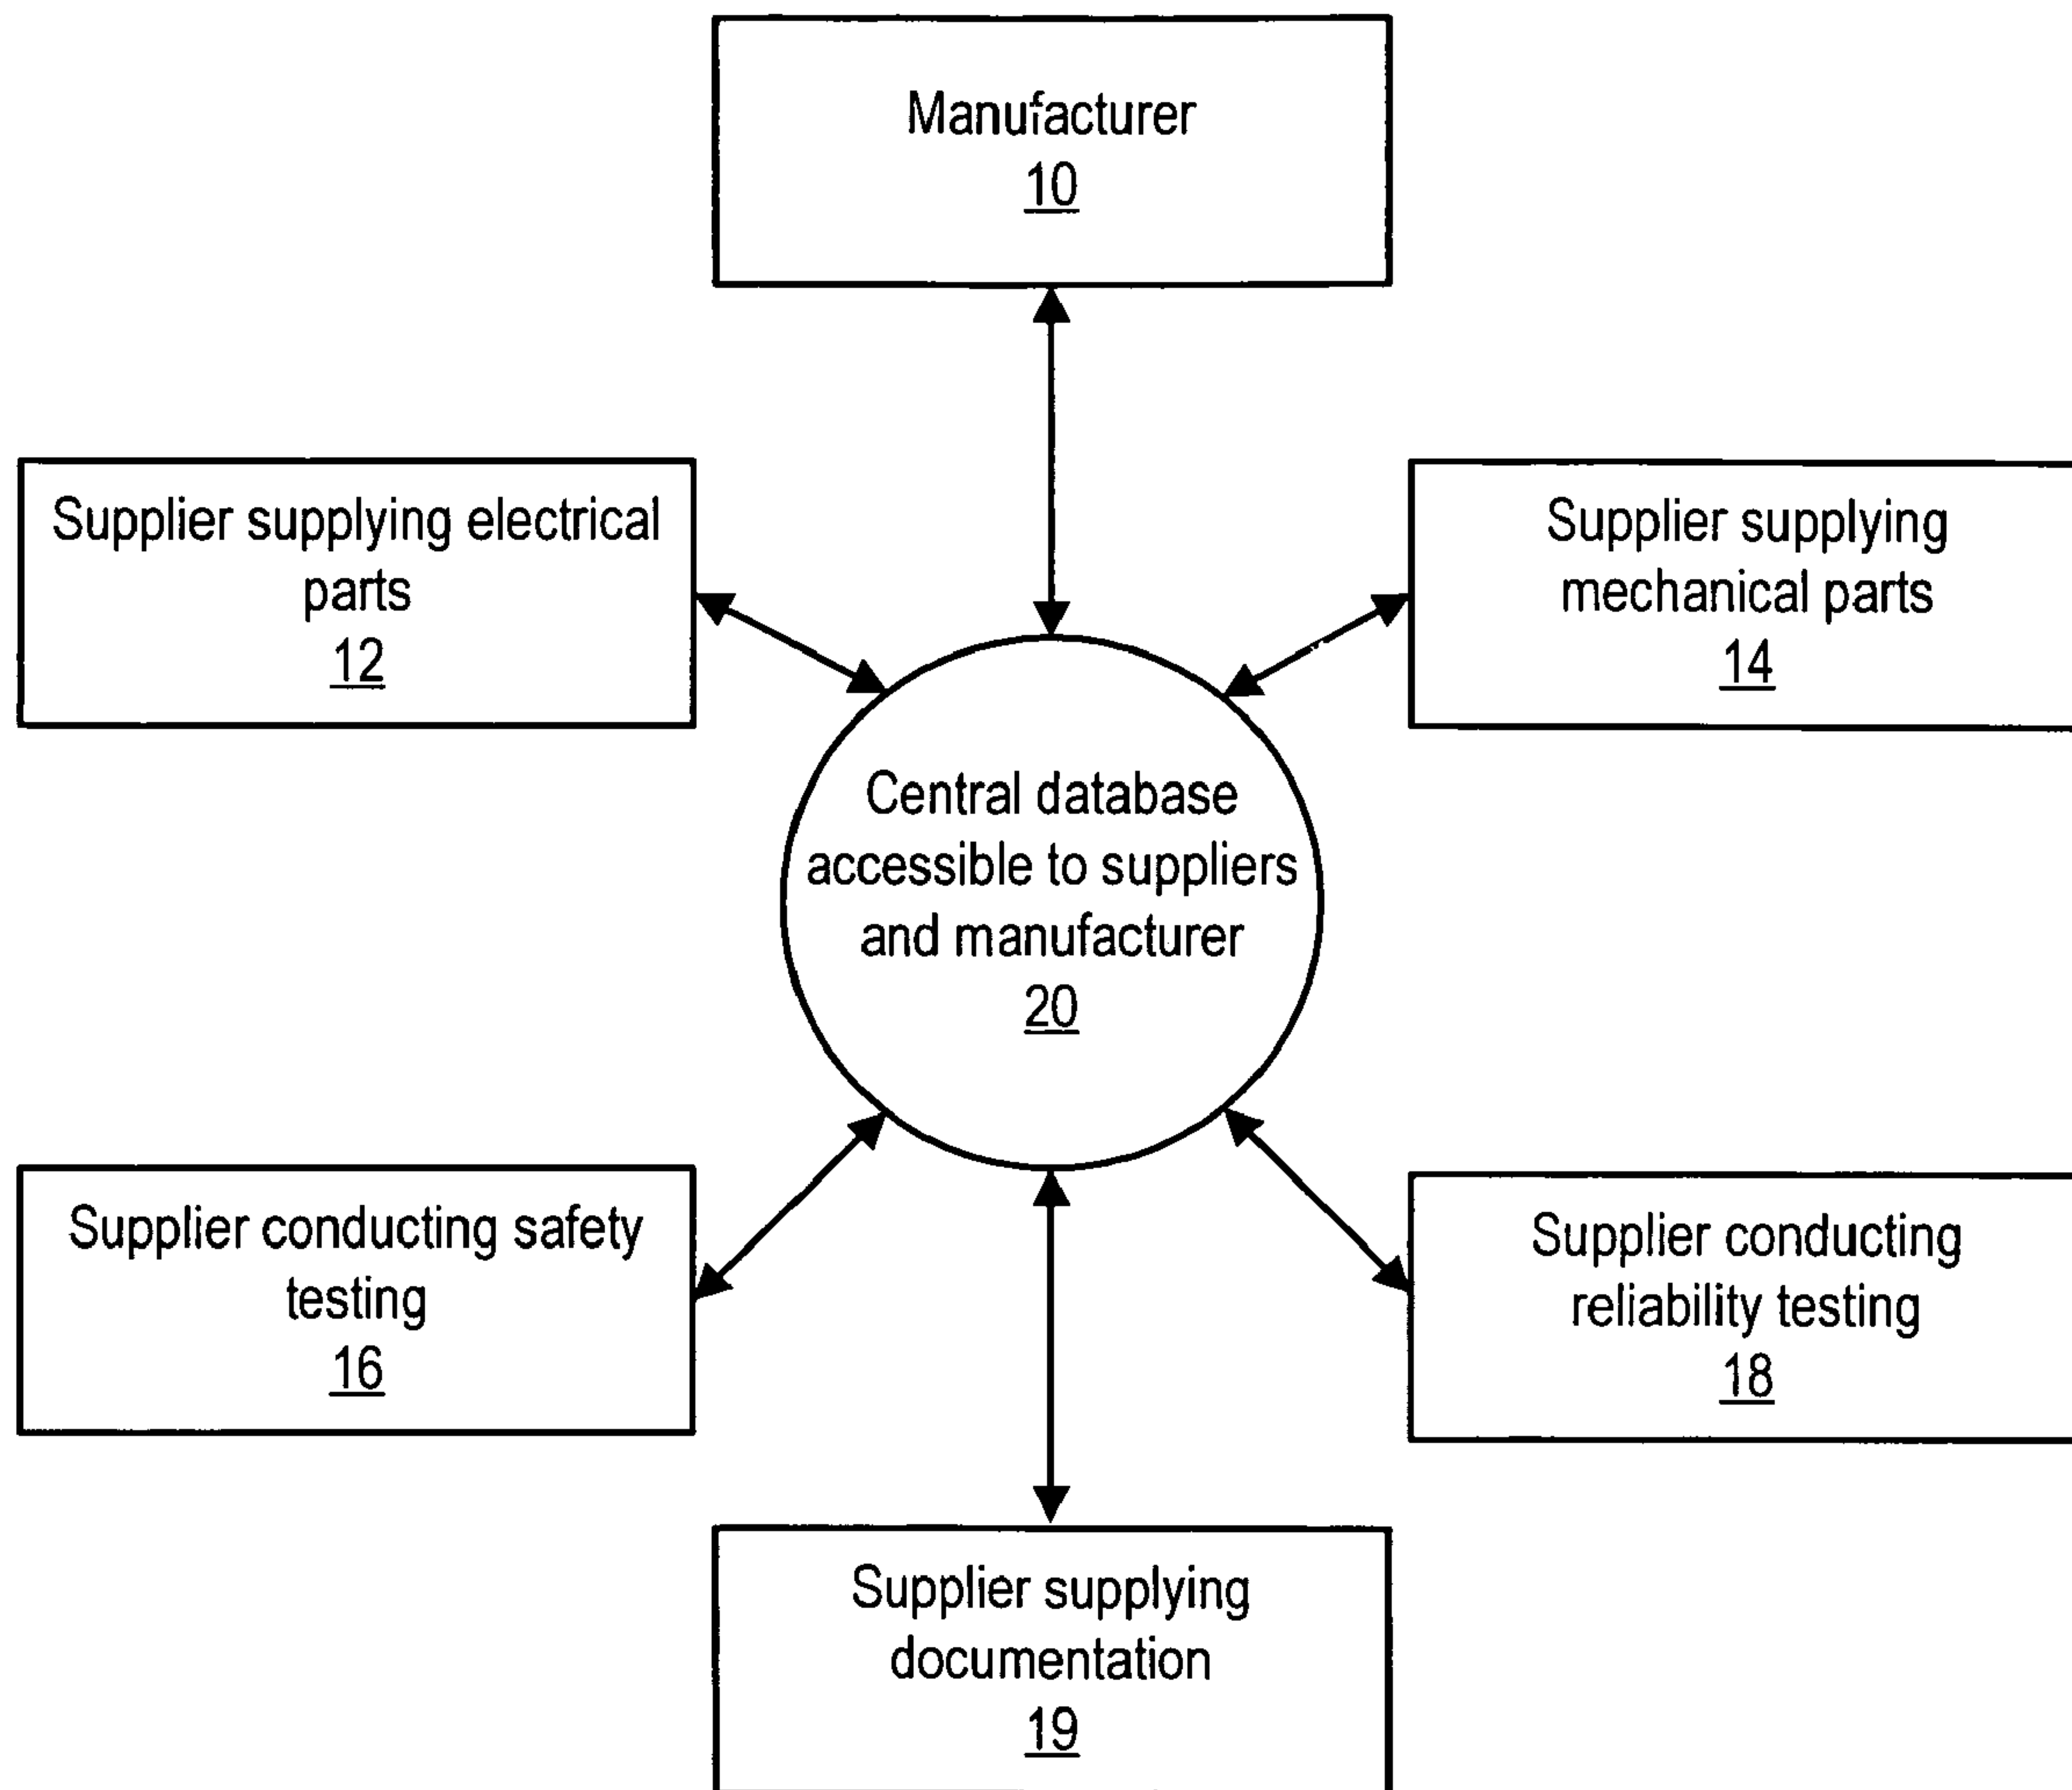 Manufacturer
10
Supplier supplying electrical
parts
12
Supplier supplying
mechanical parts
14
Central database
accessible to suppliers
and manufacturer
20
Supplier conducting safety
testing
16
Supplier conducting
reliability testing
18
Supplier supplying
documentation
19